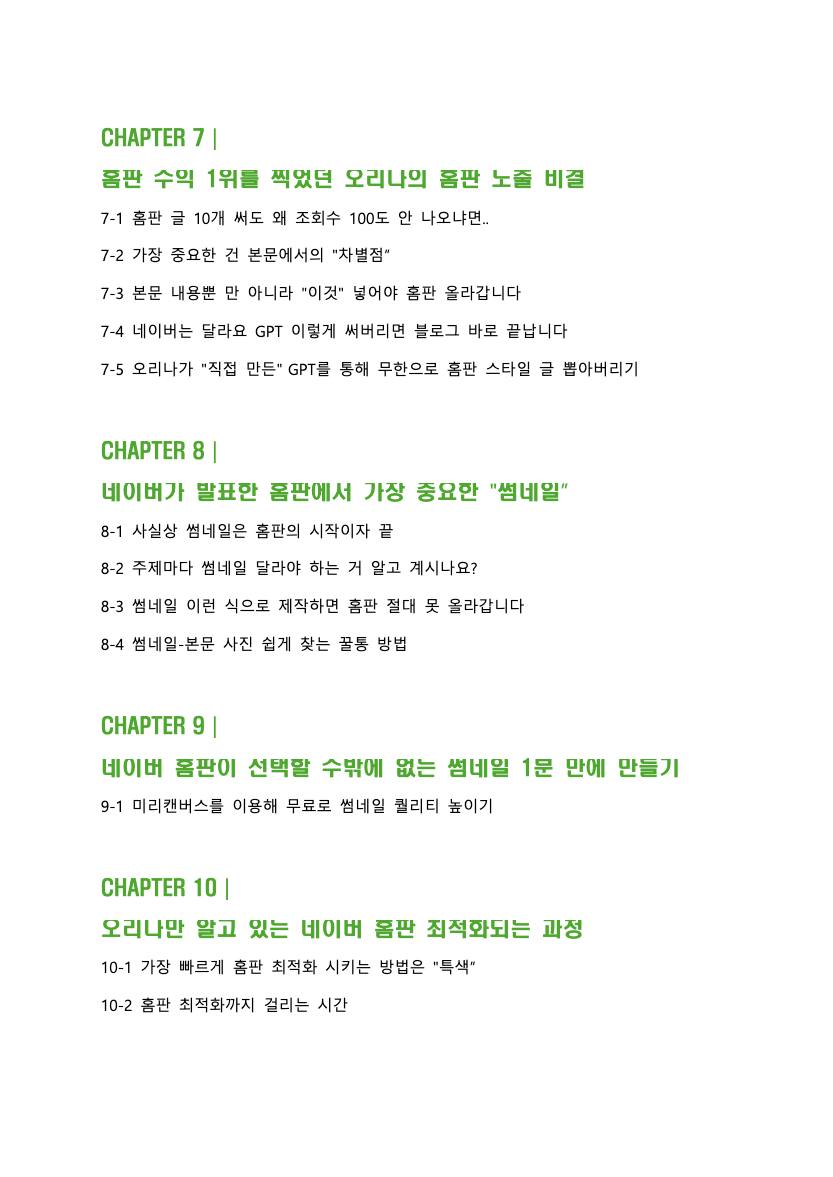 CHAPTER 7 |
홈판 수익 1위를 찍었던 오리나의 홈판 노출 비결
7-1 홈판 글 10개 써도 왜 조회수 100도 안 나오냐면..
7-2 가장 중요한 건 본문에서의 "차별점”
7-3 본문 내용뿐 만 아니라 "이것" 넣어야 홈판 올라갑니다
7-4 네이버는 달라요 GPT 이렇게 써버리면 블로그 바로 끝납니다
7-5 오리나가 "직접 만든" GPT를 통해 무한으로 홈판 스타일 글 뽑아버리기
CHAPTER 8 |
네이버가 발표한 홈판에서 가장 중요한 "썸네일”
8-1 사실상 썸네일은 홈판의 시작이자 끝
8-2 주제마다 썸네일 달라야 하는 거 알고 계시나요?
8-3 썸네일 이런 식으로 제작하면 홈판 절대 못 올라갑니다
8-4 썸네일-본문 사진 쉽게 찾는 꿀통 방법
CHAPTER 9 |
네이버 홈판이 선택할 수밖에 없는 썸네일 1분 만에 만들기
9-1 미리캔버스를 이용해 무료로 썸네일 퀄리티 높이기
CHAPTER 10 |
오리나만 알고 있는 네이버 홈판 최적화되는 과정
10-1 가장 빠르게 홈판 최적화 시키는 방법은 "특색”
10-2 홈판 최적화까지 걸리는 시간